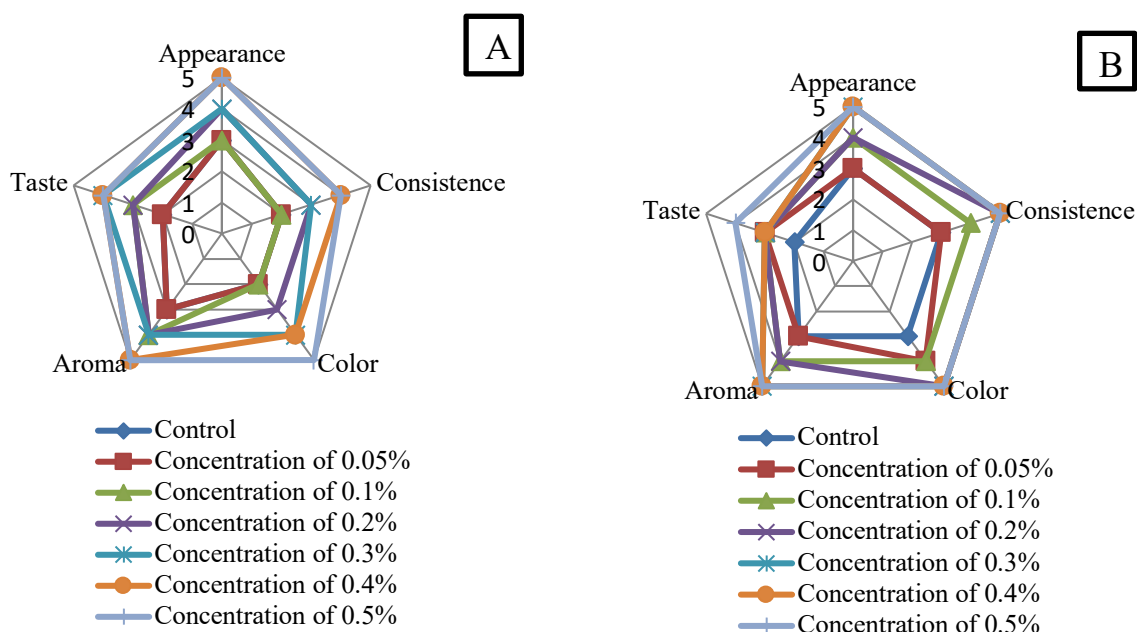 A
Appearance
5
4
3
2
1
0
Taste
Consistence
Aroma
Color
Control
Concentration of 0.05%
Concentration of 0.1%
Concentration of 0.2%
Concentration of 0.3%
Concentration of 0.4%
Concentration of 0.5%
B
Appearance
5
4
3
2
1
0
Taste
Consistence
Aroma
Color
Control
Concentration of 0.05%
Concentration of 0.1%
Concentration of 0.2%
Concentration of 0.3%
Concentration of 0.4%
Concentration of 0.5%